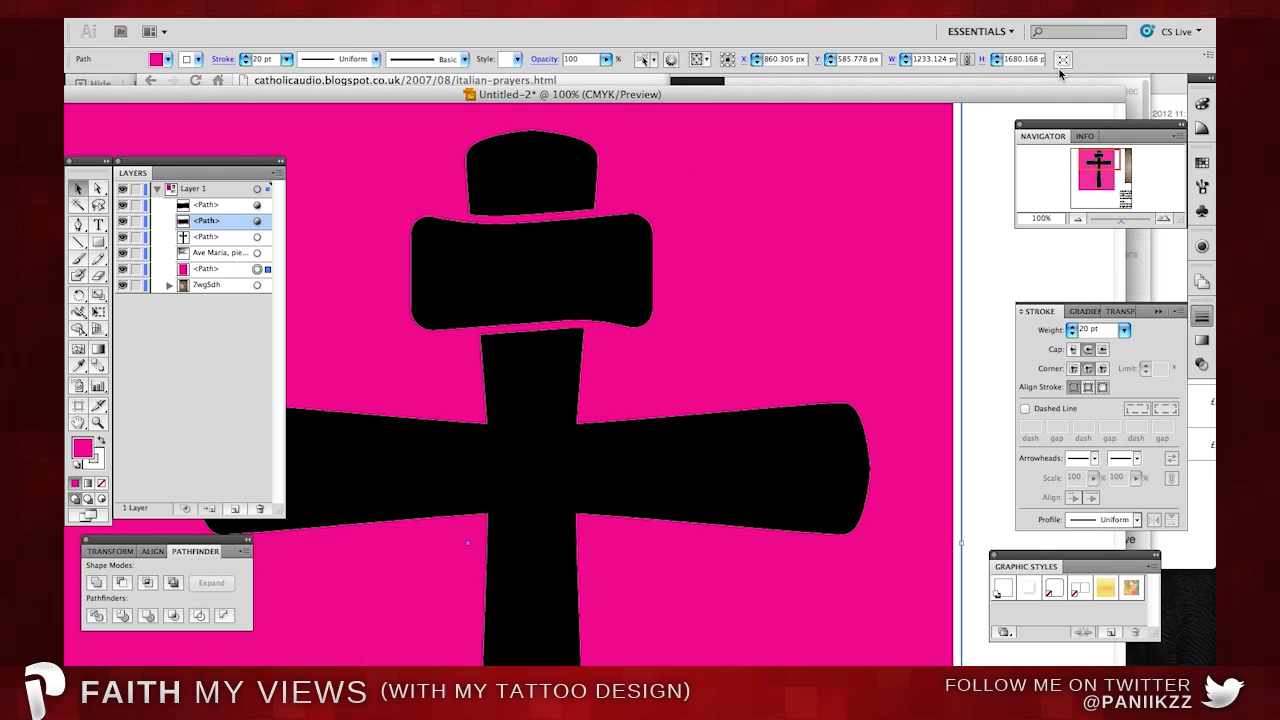 Ai Br ESSENTIALS CS Live
Path Stroke: 20 pt Uniform Basic Style: Opacity: 100 % X: 860.305 px Y: 585.778 px W: 1233.124 H: 1680.168 p
Hide catholicaudio.blogspot.co.uk/2007/08/italian-prayers.html
Untitled-2* @ 100% (CMYK/Preview)
2012 11:
NAVIGATOR INFO
100%
LAYERS
Layer 1
<Path>
<Path>
<Path>
Ave Maria, pie...
<Path>
7wgSdh
1 Layer
STROKE GRADIEN TRANSP
Weight: 20 pt
Cap:
Corner: Limit: x
Align Stroke:
Dashed Line
dash gap dash gap dash gap
Arrowheads:
Scale: 100 % 100 %
Align:
Profile: Uniform
TRANSFORM ALIGN PATHFINDER
Shape Modes:
Expand
Pathfinders:
GRAPHIC STYLES
FAITH MY VIEWS (WITH MY TATTOO DESIGN)
FOLLOW ME ON TWITTER
@PANIIKZZ